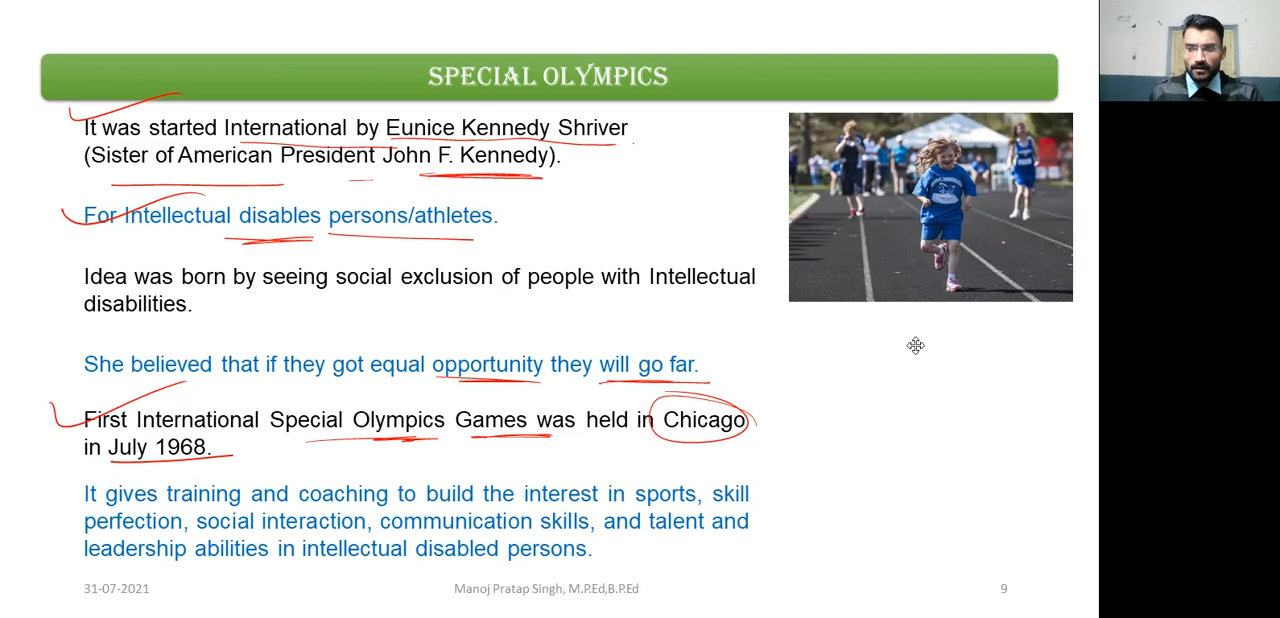 SPECIAL OLYMPICS
It was started International by Eunice Kennedy Shriver
(Sister of American President John F. Kennedy).
For Intellectual disables persons/athletes.
Idea was born by seeing social exclusion of people with Intellectual
disabilities.
She believed that if they got equal opportunity they will go far.
First International Special Olympics Games was held in Chicago
in July 1968.
It gives training and coaching to build the interest in sports, skill
perfection, social interaction, communication skills, and talent and
leadership abilities in intellectual disabled persons.
31-07-2021
Manoj Pratap Singh, M.P.Ed,B.P.Ed
9